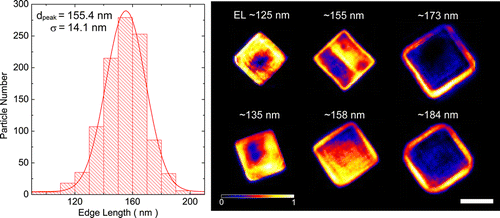 d_peak = 155.4 nm
σ = 14.1 nm
300
250
200
150
100
50
0
Particle Number
120
160
200
Edge Length ( nm )
EL ~125 nm
~155 nm
~173 nm
~135 nm
~158 nm
~184 nm
0
1